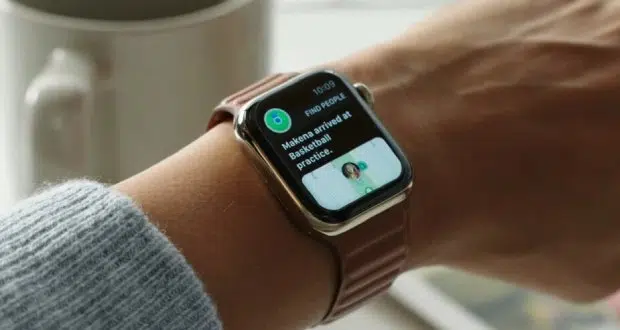 10:09
FIND PEOPLE
Makena arrived at
Basketball
practice.